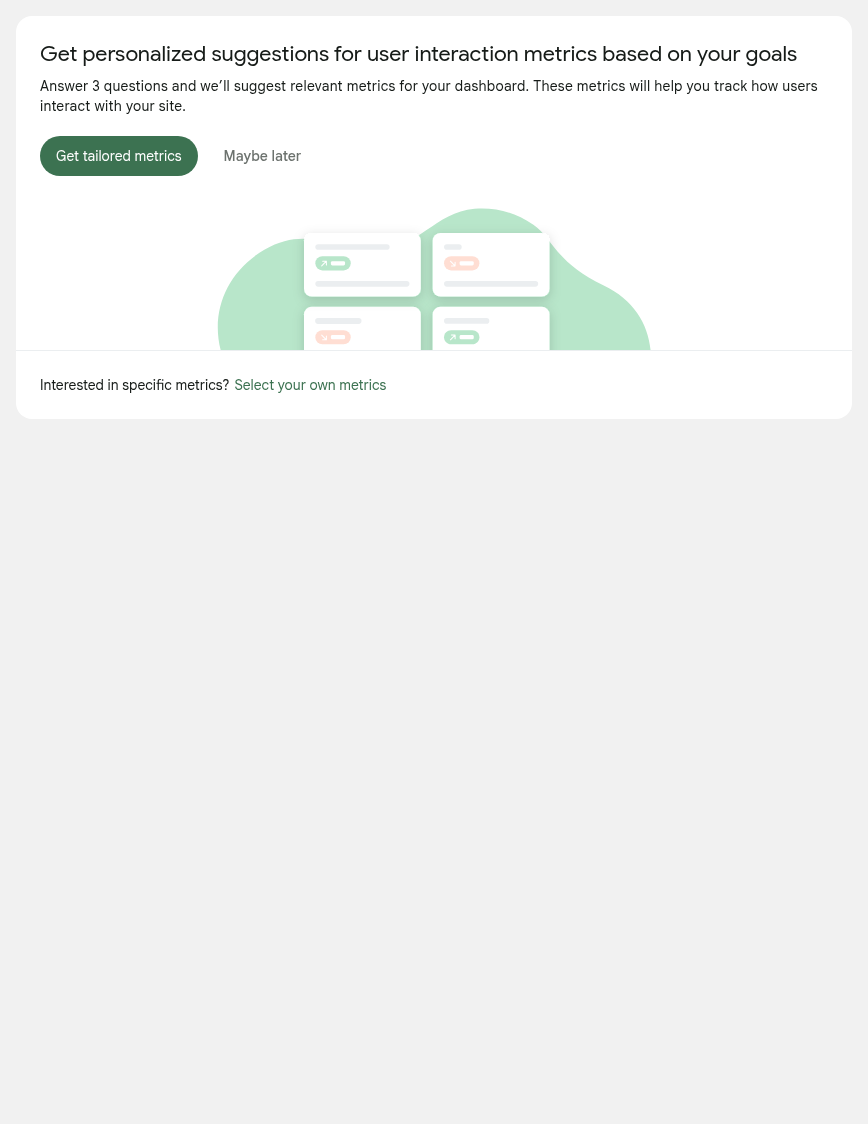 Get personalized suggestions for user interaction metrics based on your goals
Answer 3 questions and we’ll suggest relevant metrics for your dashboard. These metrics will help you track how users
interact with your site.
Get tailored metrics
Maybe later
Interested in specific metrics? Select your own metrics